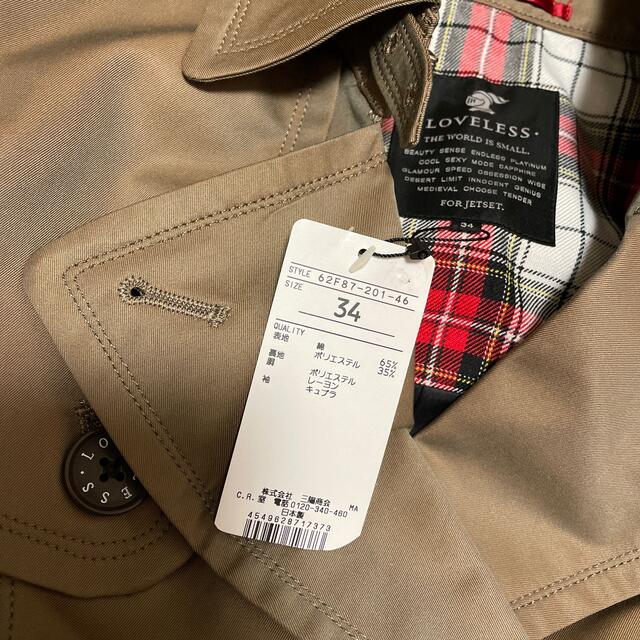 LOVELESS.
THE WORLD IS SMALL.
BEAUTY SENSE ENDLESS PLATINUM
COOL SEXY MODE SAPPHIRE
GLAMOUR SPEED OBSESSION WISE
DESERT LIMIT INNOCENT GENIUS
MEDIEVAL CHOOSE TENDER
FOR JETSET.
34
STYLE 62F87-201-46
SIZE
34
QUALITY
表地 綿 65%
ポリエステル 35%
裏地
胴 ポリエステル
袖 レーヨン
キュプラ
株式会社 三陽商会 MA
C.R.室 電話0120-340-460
日本製
4549628717373
LOVELESS